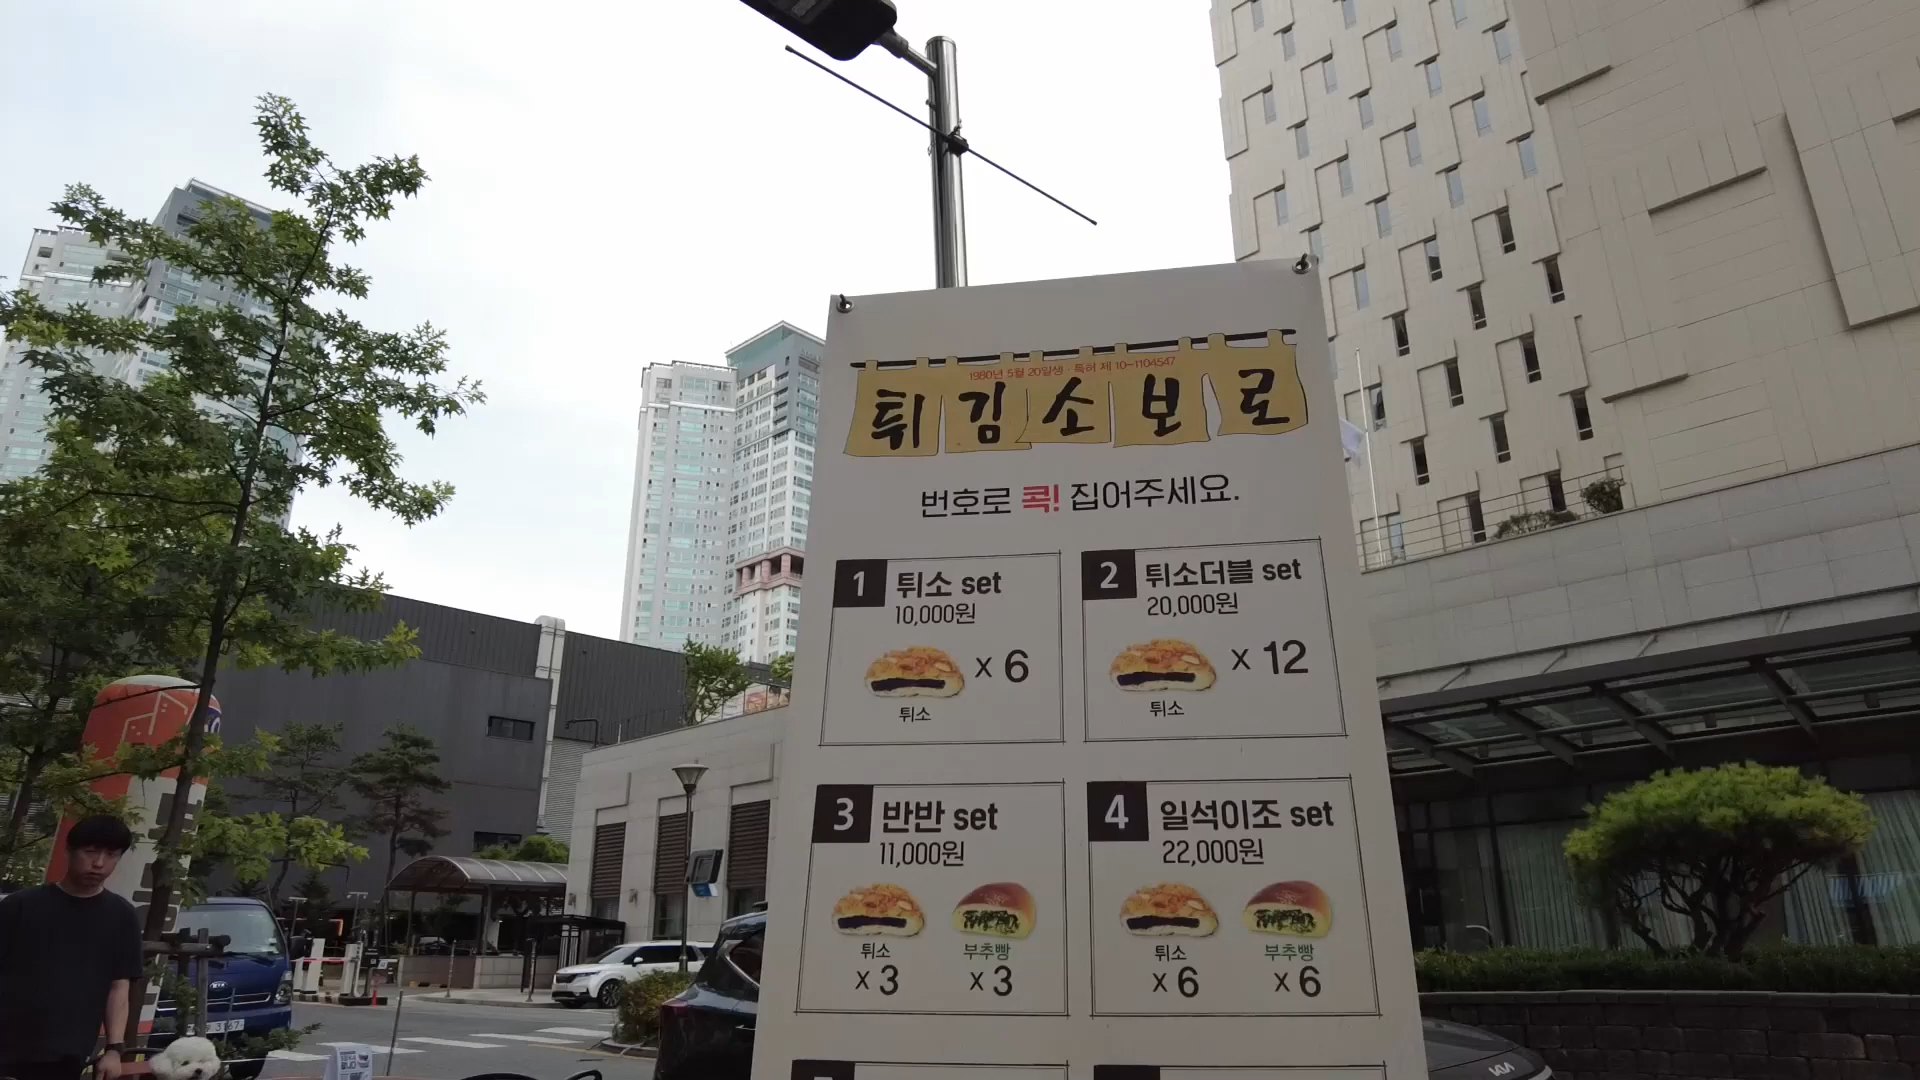 1980년 5월 20일생 · 특허 제 10-1104547
튀김소보로
번호로 콕! 집어주세요.
1 튀소 set
10,000원
x 6
튀소
2 튀소더블 set
20,000원
x 12
튀소
3 반반 set
11,000원
튀소
x 3
부추빵
x 3
4 일석이조 set
22,000원
튀소
x 6
부추빵
x 6
KIA